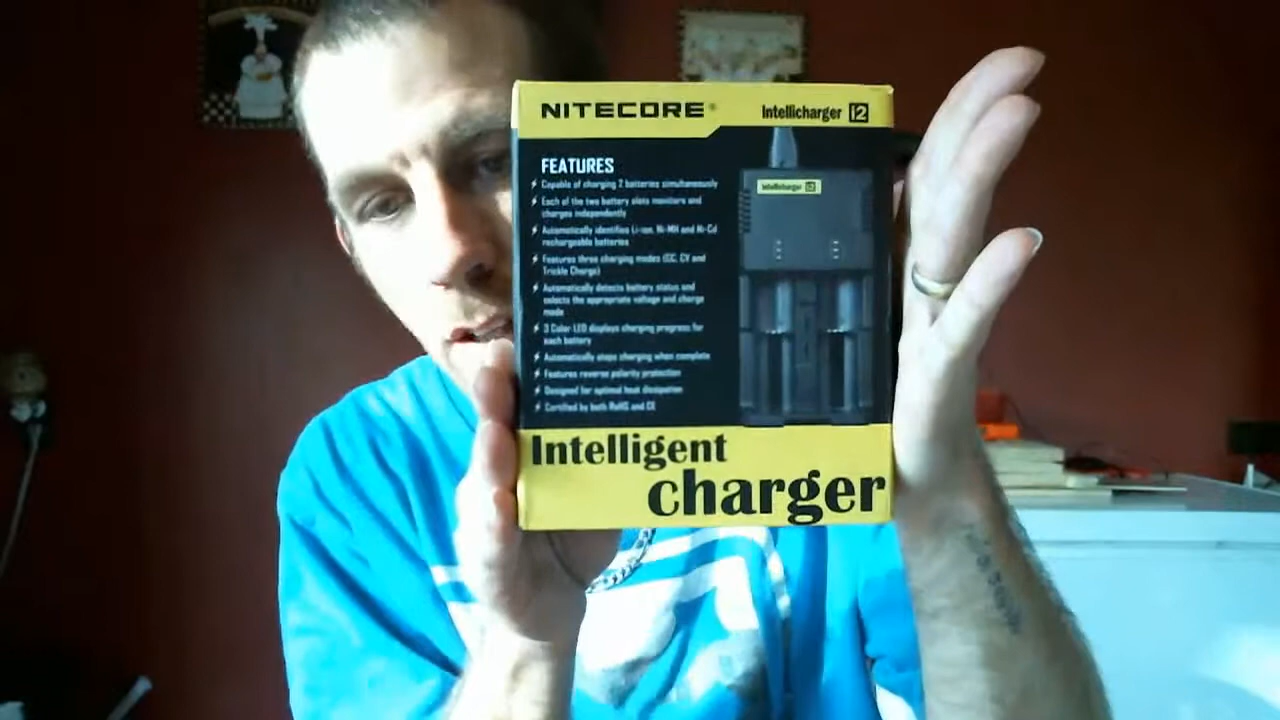 NITECORE®
Intellicharger i2
FEATURES
Capable of charging 2 batteries simultaneously
Each of the two battery slots monitors and
charges independently
Automatically identifies Li-ion, Ni-MH and Ni-Cd
rechargeable batteries
Features three charging modes (CC, CV and
Trickle Charge)
Automatically detects battery status and
selects the appropriate voltage and charge
mode
3 Color LED displays charging progress for
each battery
Automatically stops charging when complete
Features reverse polarity protection
Designed for optimal heat dissipation
Certified by both RoHS and CE
Intellicharger i2
Intelligent
charger